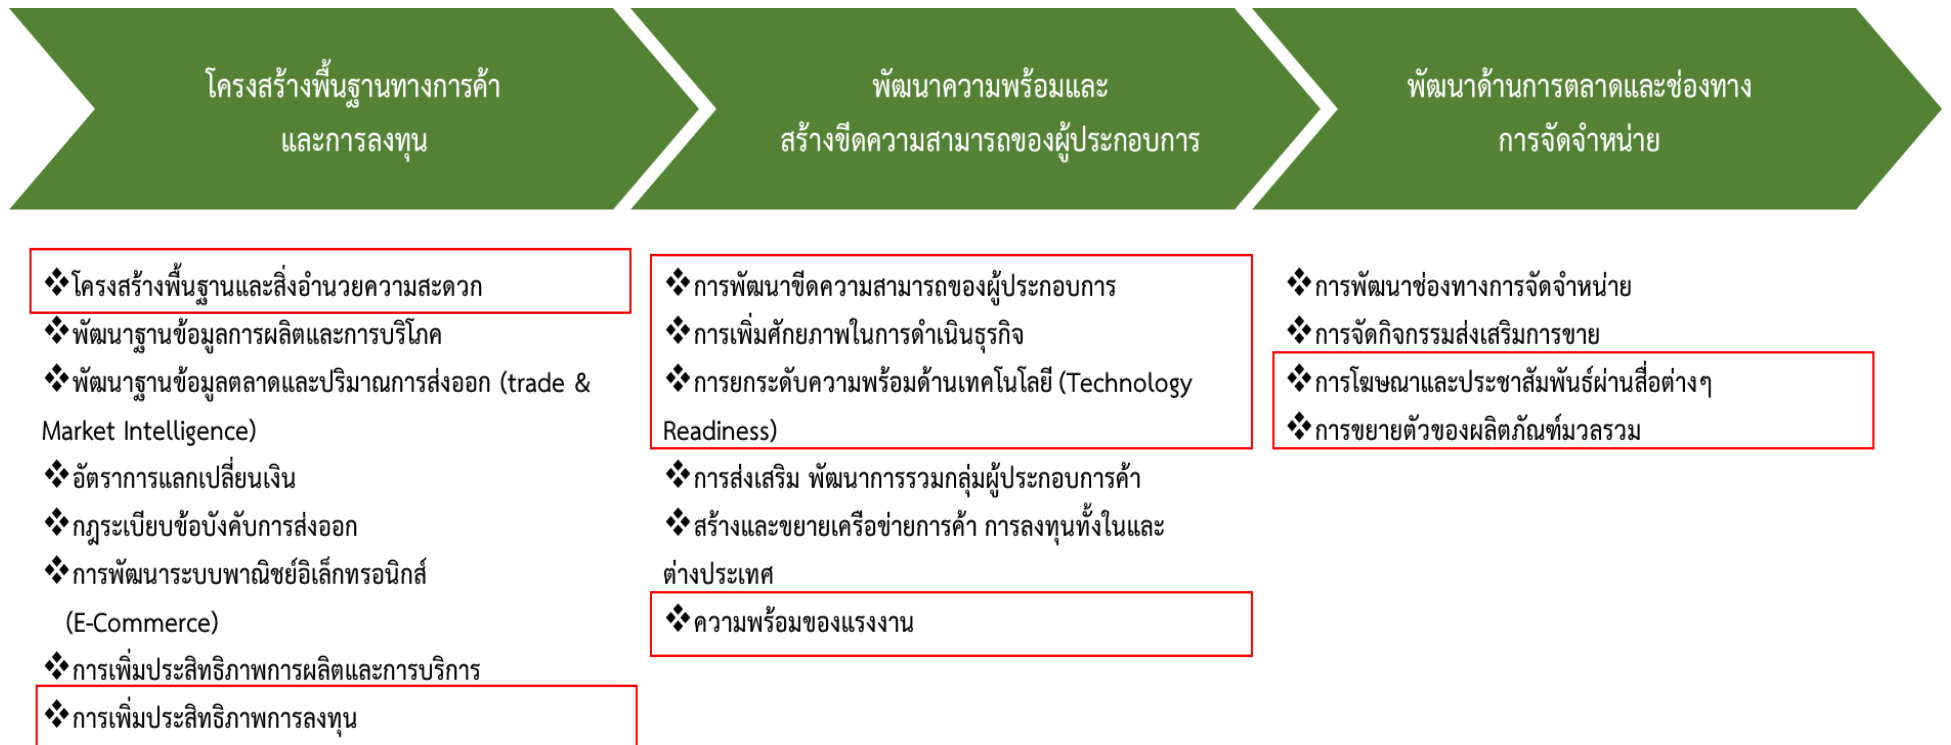 โครงสร้างพื้นฐานทางการค้า
และการลงทุน
พัฒนาความพร้อมและ
สร้างขีดความสามารถของผู้ประกอบการ
พัฒนาด้านการตลาดและช่องทาง
การจัดจำหน่าย
❖โครงสร้างพื้นฐานและสิ่งอำนวยความสะดวก
❖พัฒนาฐานข้อมูลการผลิตและการบริโภค
❖พัฒนาฐานข้อมูลตลาดและปริมาณการส่งออก (trade &
Market Intelligence)
❖อัตราการแลกเปลี่ยนเงิน
❖กฎระเบียบข้อบังคับการส่งออก
❖การพัฒนาระบบพาณิชย์อิเล็กทรอนิกส์
(E-Commerce)
❖การเพิ่มประสิทธิภาพการผลิตและการบริการ
❖การเพิ่มประสิทธิภาพการลงทุน
❖การพัฒนาขีดความสามารถของผู้ประกอบการ
❖การเพิ่มศักยภาพในการดำเนินธุรกิจ
❖การยกระดับความพร้อมด้านเทคโนโลยี (Technology
Readiness)
❖การส่งเสริม พัฒนาการรวมกลุ่มผู้ประกอบการค้า
❖สร้างและขยายเครือข่ายการค้า การลงทุนทั้งในและ
ต่างประเทศ
❖ความพร้อมของแรงงาน
❖การพัฒนาช่องทางการจัดจำหน่าย
❖การจัดกิจกรรมส่งเสริมการขาย
❖การโฆษณาและประชาสัมพันธ์ผ่านสื่อต่างๆ
❖การขยายตัวของผลิตภัณฑ์มวลรวม